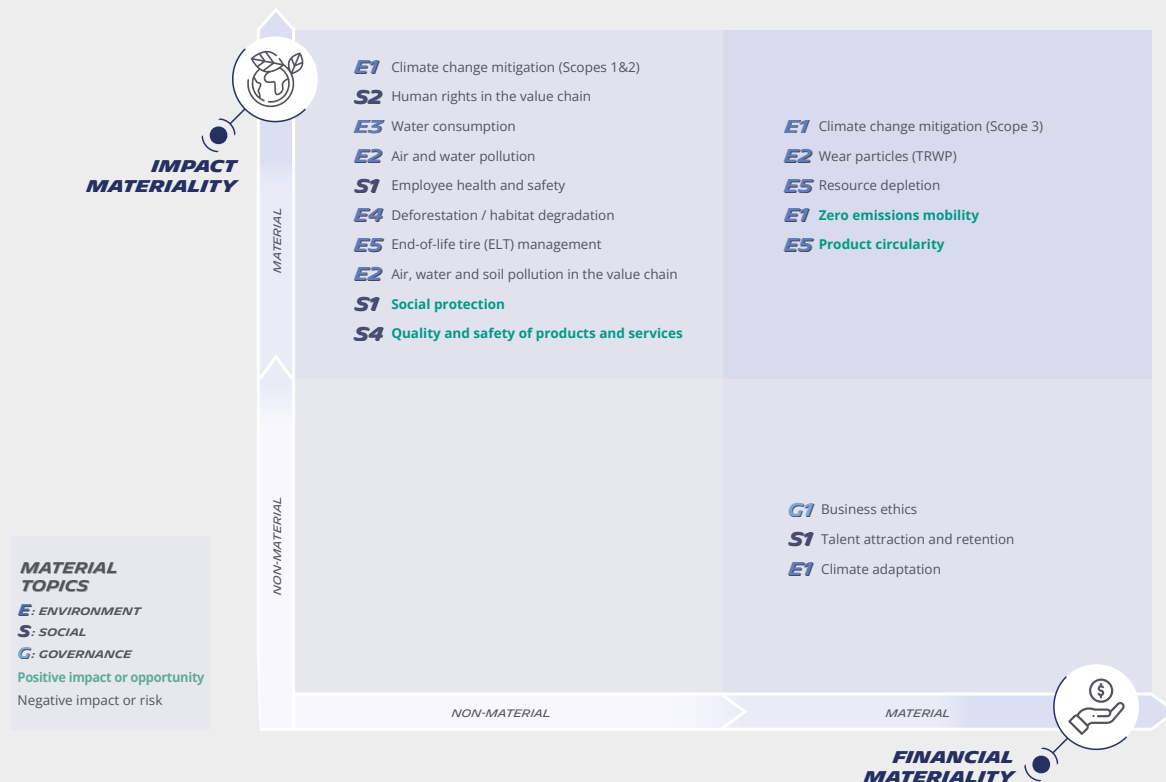 IMPACT
MATERIALITY
MATERIAL
NON-MATERIAL
E1 Climate change mitigation (Scopes 1&2)
S2 Human rights in the value chain
E3 Water consumption
E2 Air and water pollution
S1 Employee health and safety
E4 Deforestation / habitat degradation
E5 End-of-life tire (ELT) management
E2 Air, water and soil pollution in the value chain
S1 Social protection
S4 Quality and safety of products and services
E1 Climate change mitigation (Scope 3)
E2 Wear particles (TRWP)
E5 Resource depletion
E1 Zero emissions mobility
E5 Product circularity
G1 Business ethics
S1 Talent attraction and retention
E1 Climate adaptation
MATERIAL
TOPICS
E: ENVIRONMENT
S: SOCIAL
G: GOVERNANCE
Positive impact or opportunity
Negative impact or risk
NON-MATERIAL
MATERIAL
$
FINANCIAL
MATERIALITY